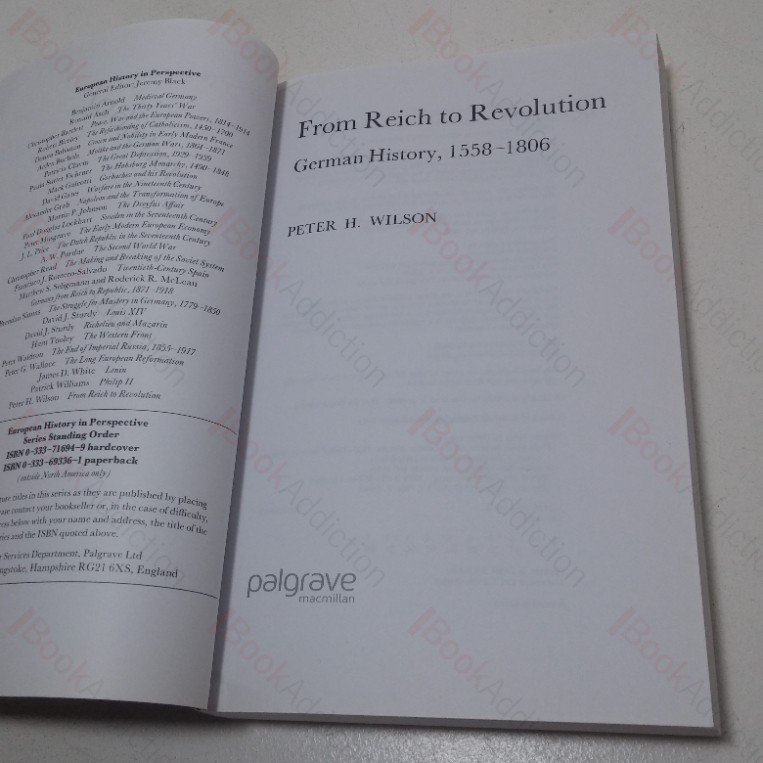 European History in Perspective
General Editor: Jeremy Black
Benjamin Arnold Medieval Germany
Ronald Asch The Thirty Years' War
Christopher Bartlett Peace, War and the European Powers, 1814–1914
Robert Bireley The Refashioning of Catholicism, 1450–1700
Donna Bohanan Crown and Nobility in Early Modern France
Arden Bucholz Moltke and the German Wars, 1864–1871
Patricia Clavin The Great Depression, 1929–1939
Paula Sutter Fichtner The Habsburg Monarchy, 1490–1848
Mark Galeotti Gorbachev and his Revolution
David Gates Warfare in the Nineteenth Century
Alexander Grab Napoleon and the Transformation of Europe
Martin P. Johnson The Dreyfus Affair
Paul Douglas Lockhart Sweden in the Seventeenth Century
Peter Musgrave The Early Modern European Economy
J. L. Price The Dutch Republic in the Seventeenth Century
A. W. Purdue The Second World War
Christopher Read The Making and Breaking of the Soviet System
Francisco J. Romero-Salvado Twentieth-Century Spain
Matthew S. Seligmann and Roderick R. McLean
Germany from Reich to Republic, 1871–1918
Brendan Simms The Struggle for Mastery in Germany, 1779–1850
David J. Sturdy Louis XIV
David J. Sturdy Richelieu and Mazarin
Hunt Tooley The Western Front
Peter Waldron The End of Imperial Russia, 1855–1917
Peter G. Wallace The Long European Reformation
James D. White Lenin
Patrick Williams Philip II
Peter H. Wilson From Reich to Revolution
European History in Perspective
Series Standing Order
ISBN 0–333–71694–9 hardcover
ISBN 0–333–69336–1 paperback
(outside North America only)
titles in this series as they are published by placing
contact your bookseller or, in the case of difficulty,
below with your name and address, the title of the
and the ISBN quoted above.
Services Department, Palgrave Ltd
Hampshire RG21 6XS, England
From Reich to Revolution
German History, 1558–1806
PETER H. WILSON
palgrave
macmillan
BookAddiction